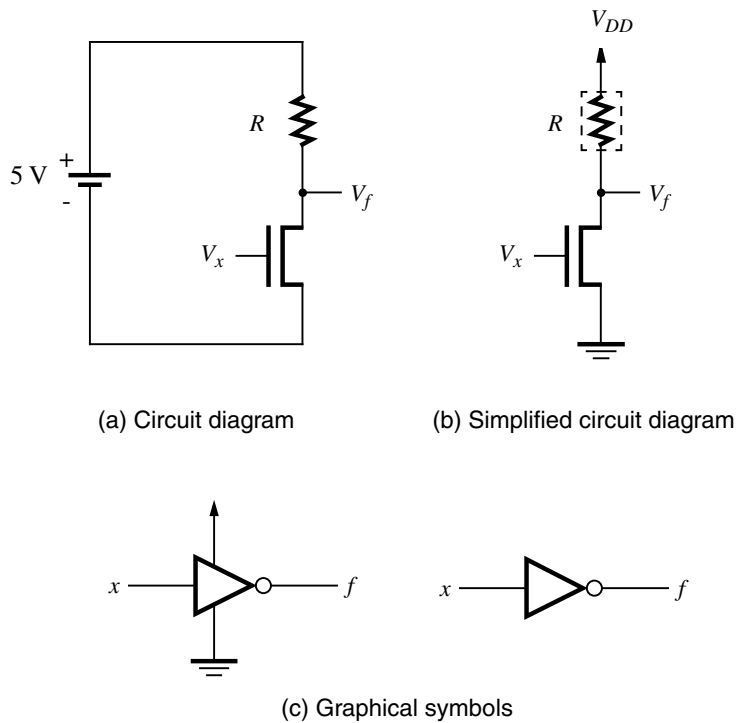 V_DD
R
R
5 V
+
-
V_f
V_f
V_x
V_x
(a) Circuit diagram
(b) Simplified circuit diagram
x
f
x
f
(c) Graphical symbols